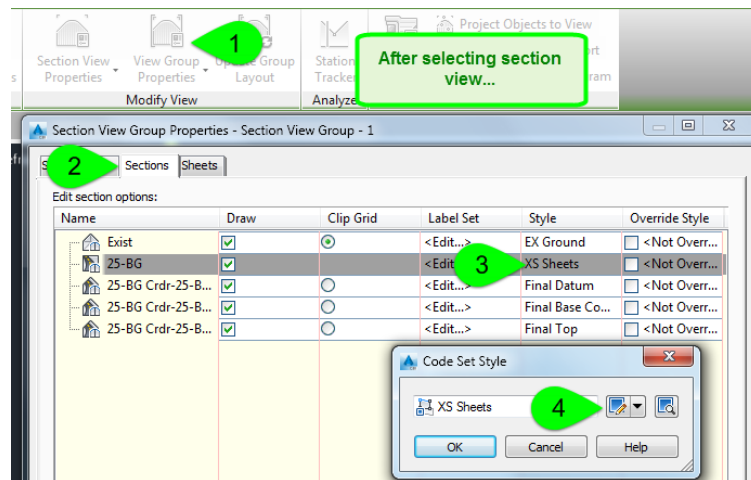 Project Objects to View
1
Section View
Properties
View Group
Properties
Update Group
Layout
Station
Tracker
After selecting section
view...
ram
Modify View
Analyze
Section View Group Properties - Section View Group - 1
2
Sections
Sheets
Edit section options:
Name Draw Clip Grid Label Set Style Override Style
Exist <Edit...> EX Ground <Not Overr...
25-BG <Edit 3 XS Sheets <Not Overr...
25-BG Crdr-25-B... <Edit...> Final Datum <Not Overr...
25-BG Crdr-25-B... <Edit...> Final Base Co... <Not Overr...
25-BG Crdr-25-B... <Edit...> Final Top <Not Overr...
Code Set Style
XS Sheets 4
OK Cancel Help